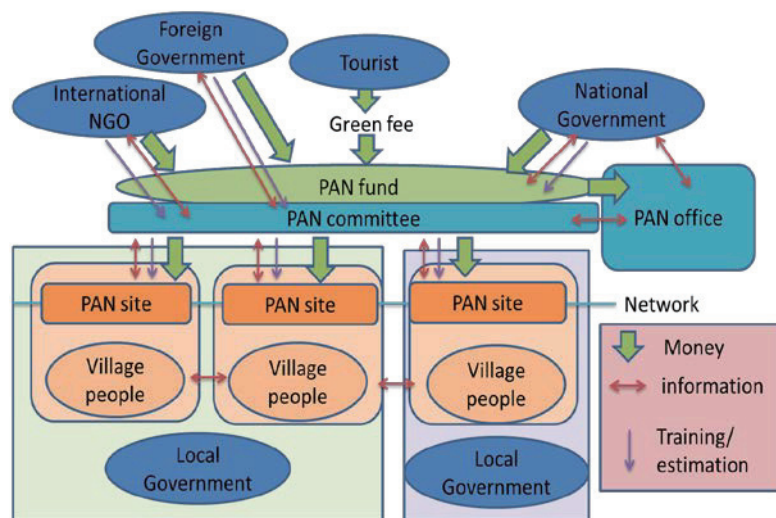 Foreign
Government
Tourist
International
NGO
National
Government
Green fee
PAN fund
PAN committee
PAN office
PAN site
PAN site
PAN site
Network
Village
people
Village
people
Village
people
Local
Government
Local
Government
Money
information
Training/
estimation